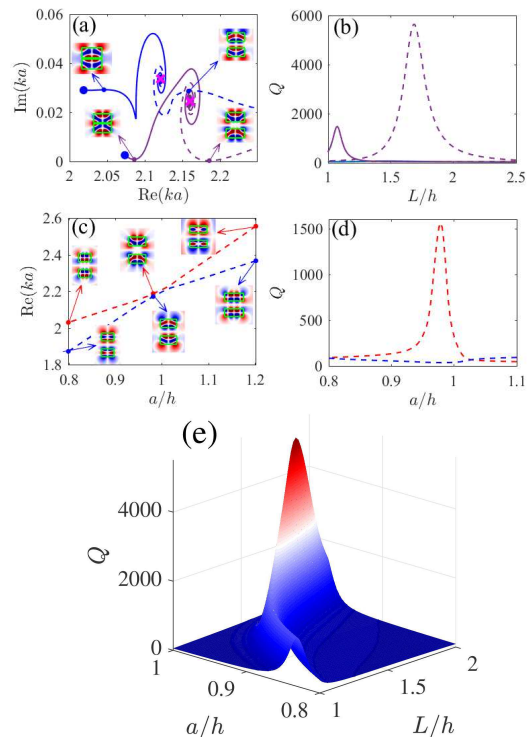 (a)
Im(ka)
0.06
0.04
0.02
0
2 2.05 2.1 2.15 2.2
Re(ka)
(b)
Q
6000
4000
2000
0
1 1.5 2 2.5
L/h
(c)
Re(ka)
2.6
2.4
2.2
2
1.8
0.8 0.9 1 1.1 1.2
a/h
(d)
Q
1500
1000
500
0
0.8 0.9 1 1.1
a/h
(e)
Q
4000
2000
0
1 0.9 0.8
a/h
1 1.5 2
L/h